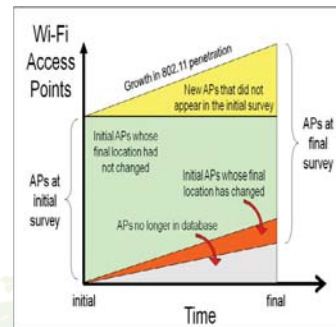 Wi-Fi
Access
Points
Growth in 802.11 penetration
New APs that did not
appear in the initial survey
Initial APs whose
final location had
not changed
APs at
initial
survey
APs at
final
survey
Initial APs whose final
location has changed
APs no longer in database
initial
final
Time